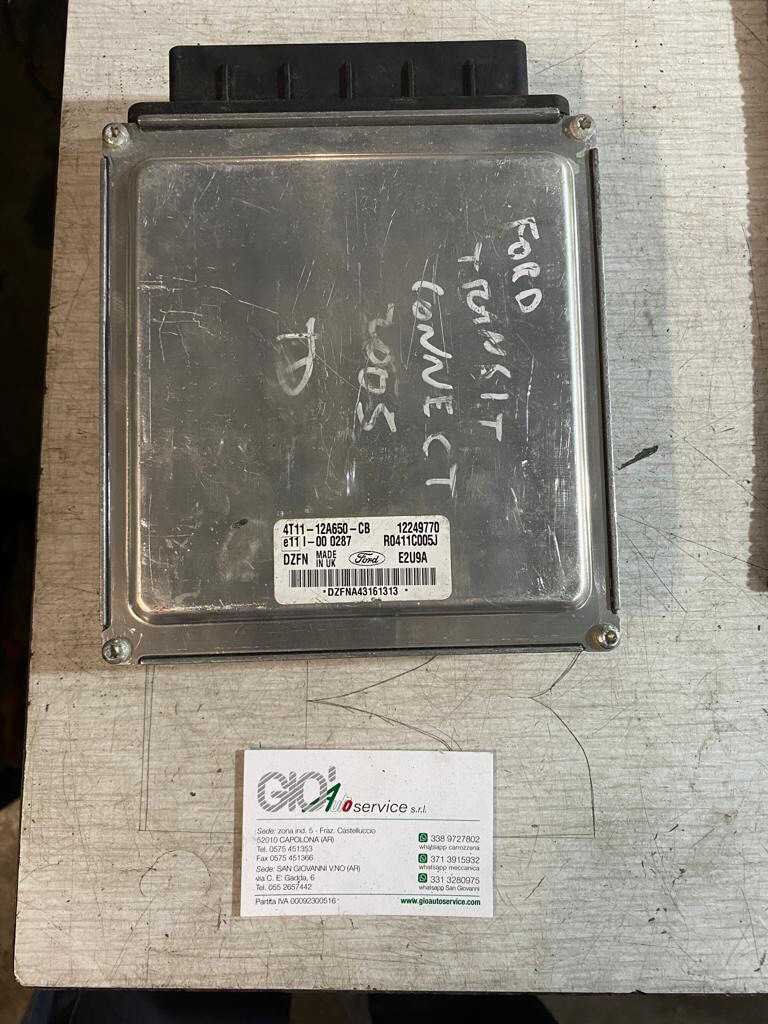 FORD
TRANSIT
CONNECT
2005
TD
4T11-12A650-CB 12249770
e11 I-00 0287 R0411C005J
DZFN MADE IN UK Ford E2U9A
*DZFNA43161313*
GIO' Autoservice s.r.l.
Sede: zona ind. 5 - Fraz. Castelluccio
52010 CAPOLONA (AR)
Tel. 0575 451353
Fax 0575 451366
Sede: SAN GIOVANNI V.NO (AR)
via C. E. Gadda, 6
Tel. 055 2657442
Partita IVA 00092300516
338 9727802
whatsapp carrozzeria
371 3915932
whatsapp meccanica
331 3280975
whatsapp San Giovanni
www.gioautoservice.com